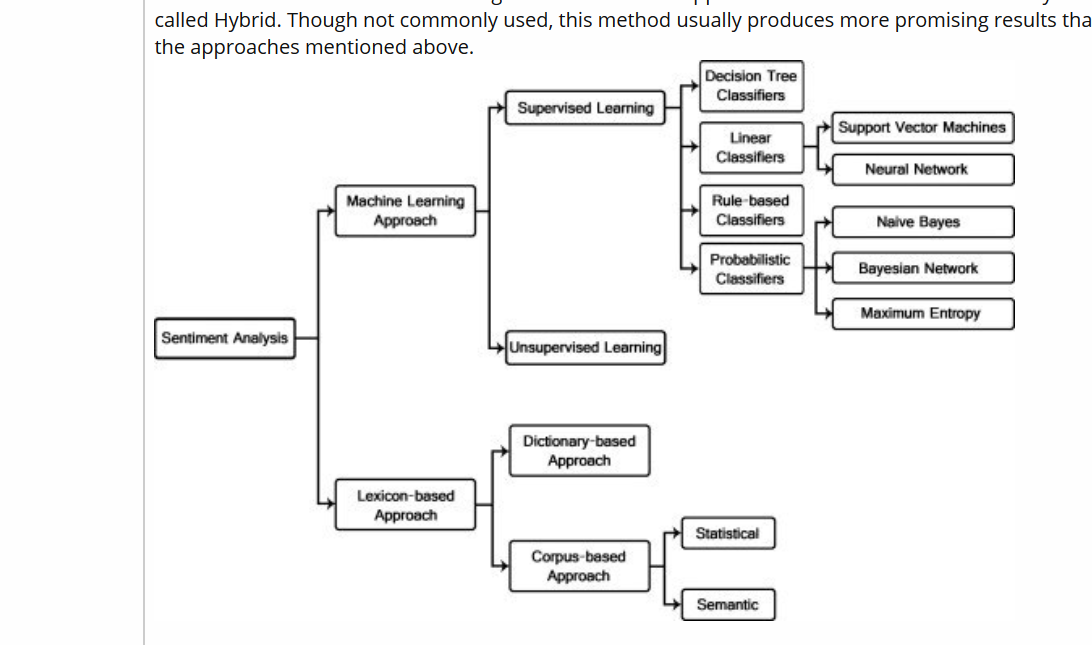 called Hybrid. Though not commonly used, this method usually produces more promising results tha
the approaches mentioned above.
Decision Tree
Classifiers
Supervised Learning
Linear
Classifiers
Support Vector Machines
Neural Network
Machine Learning
Approach
Rule-based
Classifiers
Naive Bayes
Probabilistic
Classifiers
Bayesian Network
Maximum Entropy
Sentiment Analysis
Unsupervised Learning
Dictionary-based
Approach
Lexicon-based
Approach
Statistical
Corpus-based
Approach
Semantic